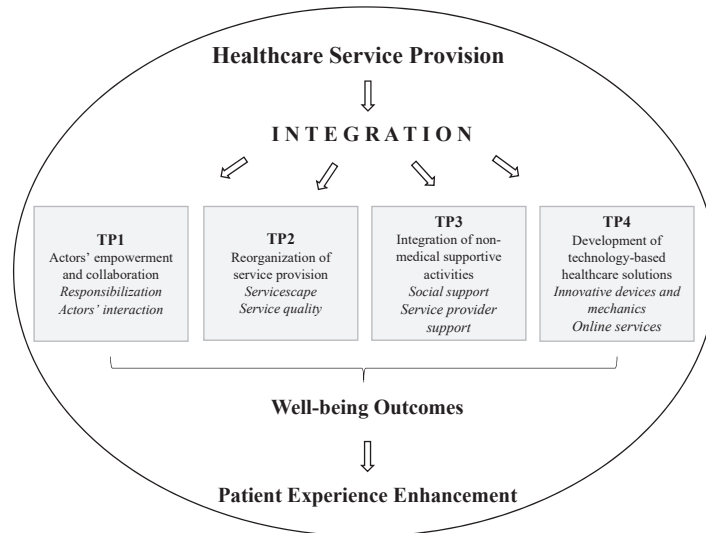 Healthcare Service Provision
I N T E G R A T I O N
TP1
Actors' empowerment
and collaboration
Responsibilization
Actors' interaction
TP2
Reorganization of
service provision
Servicescape
Service quality
TP3
Integration of non-
medical supportive
activities
Social support
Service provider
support
TP4
Development of
technology-based
healthcare solutions
Innovative devices and
mechanics
Online services
Well-being Outcomes
Patient Experience Enhancement